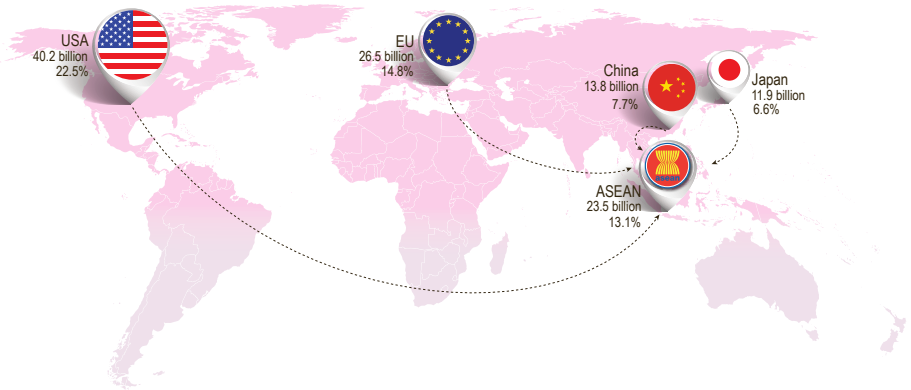 USA
40.2 billion
22.5%
EU
26.5 billion
14.8%
China
13.8 billion
7.7%
Japan
11.9 billion
6.6%
asean
ASEAN
23.5 billion
13.1%